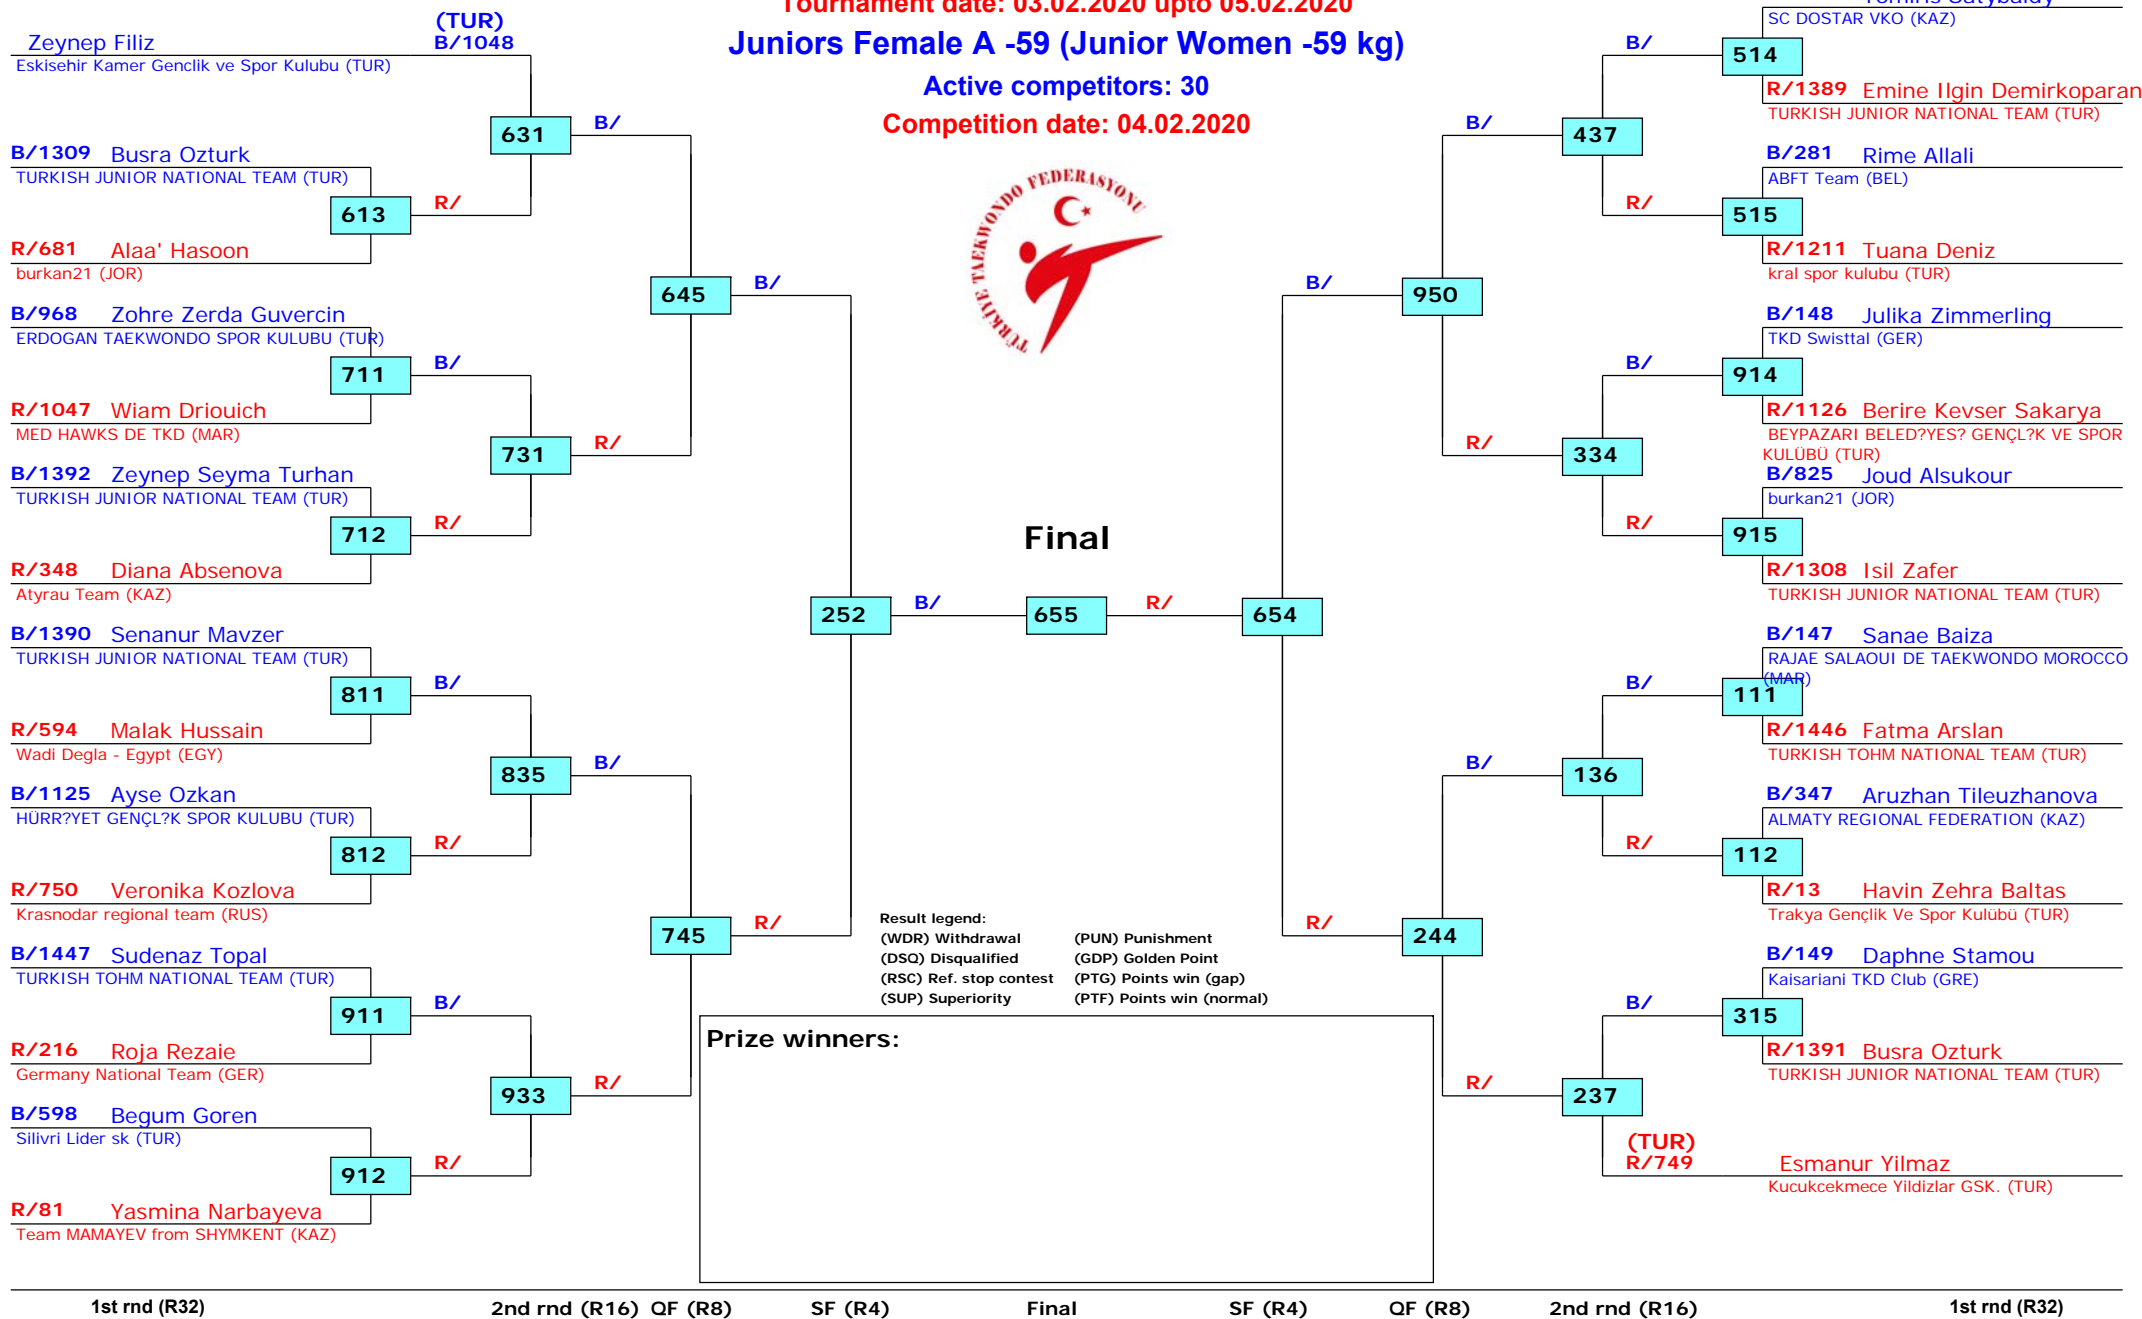 Tournament date: 03.02.2020 upto 05.02.2020
Juniors Female A -59 (Junior Women -59 kg)
Active competitors: 30
Competition date: 04.02.2020
TÜRKİYE TAEKWONDO FEDERASYONU
(TUR)
Zeynep Filiz B/1048
Eskisehir Kamer Genclik ve Spor Kulubu (TUR)
631 B/
B/1309 Busra Ozturk
TURKISH JUNIOR NATIONAL TEAM (TUR)
613 R/
R/681 Alaa' Hasoon
burkan21 (JOR)
645 B/
B/968 Zohre Zerda Guvercin
ERDOGAN TAEKWONDO SPOR KULUBU (TUR)
711 B/
R/1047 Wiam Driouich
MED HAWKS DE TKD (MAR)
731 R/
B/1392 Zeynep Seyma Turhan
TURKISH JUNIOR NATIONAL TEAM (TUR)
712 R/
R/348 Diana Absenova
Atyrau Team (KAZ)
252 B/
B/1390 Senanur Mavzer
TURKISH JUNIOR NATIONAL TEAM (TUR)
811 B/
R/594 Malak Hussain
Wadi Degla - Egypt (EGY)
835 B/
B/1125 Ayse Ozkan
HÜRR?YET GENÇL?K SPOR KULUBU (TUR)
812 R/
R/750 Veronika Kozlova
Krasnodar regional team (RUS)
745 R/
B/1447 Sudenaz Topal
TURKISH TOHM NATIONAL TEAM (TUR)
911 B/
R/216 Roja Rezaie
Germany National Team (GER)
933 R/
B/598 Begum Goren
Silivri Lider sk (TUR)
912 R/
R/81 Yasmina Narbayeva
Team MAMAYEV from SHYMKENT (KAZ)
Final
655
R/ 654
SC DOSTAR VKO (KAZ)
B/ 514
R/1389 Emine Ilgin Demirkoparan
TURKISH JUNIOR NATIONAL TEAM (TUR)
B/ 437
B/281 Rime Allali
ABFT Team (BEL)
R/ 515
R/1211 Tuana Deniz
kral spor kulubu (TUR)
B/ 950
B/148 Julika Zimmerling
TKD Swisttal (GER)
B/ 914
R/1126 Berire Kevser Sakarya
BEYPAZARI BELED?YES? GENÇL?K VE SPOR
KULÜBÜ (TUR)
R/ 334
B/825 Joud Alsukour
burkan21 (JOR)
R/ 915
R/1308 Isil Zafer
TURKISH JUNIOR NATIONAL TEAM (TUR)
B/147 Sanae Baiza
RAJAE SALAOUI DE TAEKWONDO MOROCCO
(MAR)
B/ 111
R/1446 Fatma Arslan
TURKISH TOHM NATIONAL TEAM (TUR)
B/ 136
B/347 Aruzhan Tileuzhanova
ALMATY REGIONAL FEDERATION (KAZ)
R/ 112
R/13 Havin Zehra Baltas
Trakya Gençlik Ve Spor Kulübü (TUR)
R/ 244
B/149 Daphne Stamou
Kaisariani TKD Club (GRE)
B/ 315
R/1391 Busra Ozturk
TURKISH JUNIOR NATIONAL TEAM (TUR)
R/ 237
(TUR)
R/749 Esmanur Yilmaz
Kucukcekmece Yildizlar GSK. (TUR)
Result legend:
(WDR) Withdrawal (PUN) Punishment
(DSQ) Disqualified (GDP) Golden Point
(RSC) Ref. stop contest (PTG) Points win (gap)
(SUP) Superiority (PTF) Points win (normal)
Prize winners:
1st rnd (R32) 2nd rnd (R16) QF (R8) SF (R4) Final SF (R4) QF (R8) 2nd rnd (R16) 1st rnd (R32)